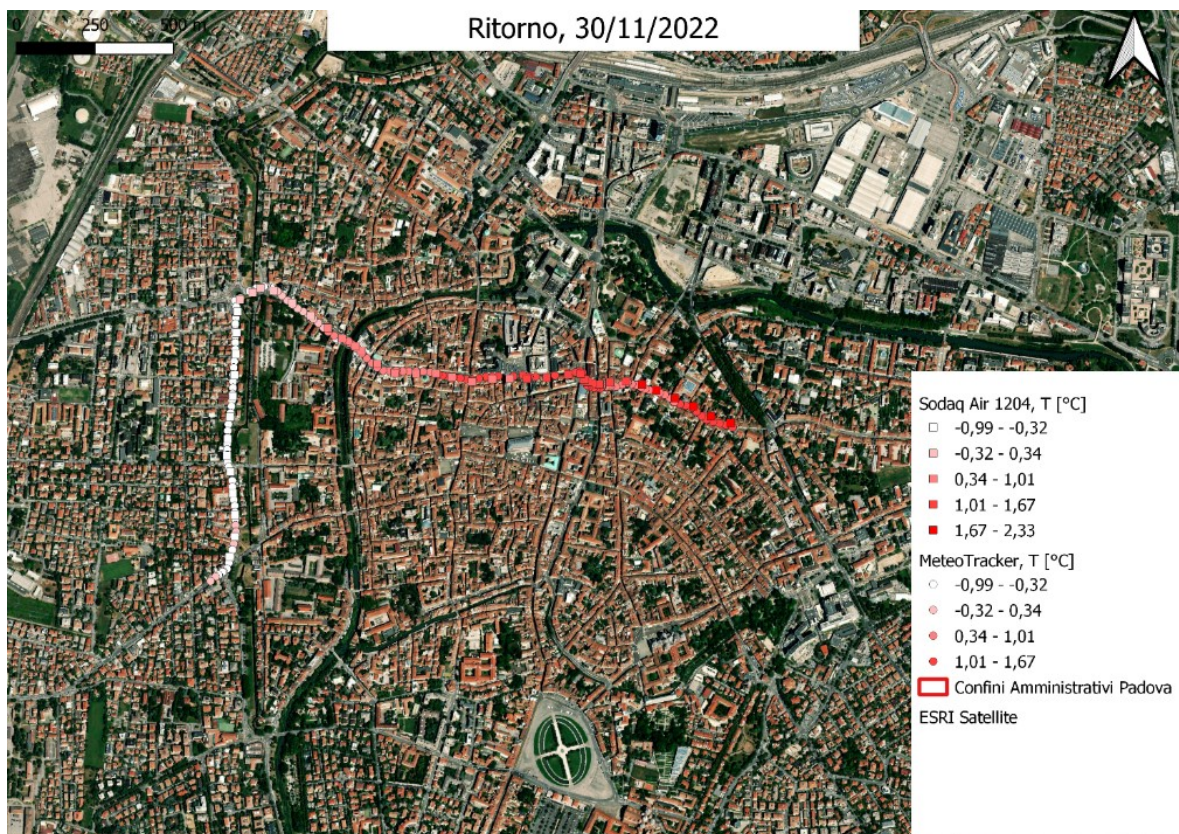 Ritorno, 30/11/2022
0 250 500 m
Sodaq Air 1204, T [°C]
-0,99 - -0,32
-0,32 - 0,34
0,34 - 1,01
1,01 - 1,67
1,67 - 2,33
MeteoTracker, T [°C]
-0,99 - -0,32
-0,32 - 0,34
0,34 - 1,01
1,01 - 1,67
Confini Amministrativi Padova
ESRI Satellite